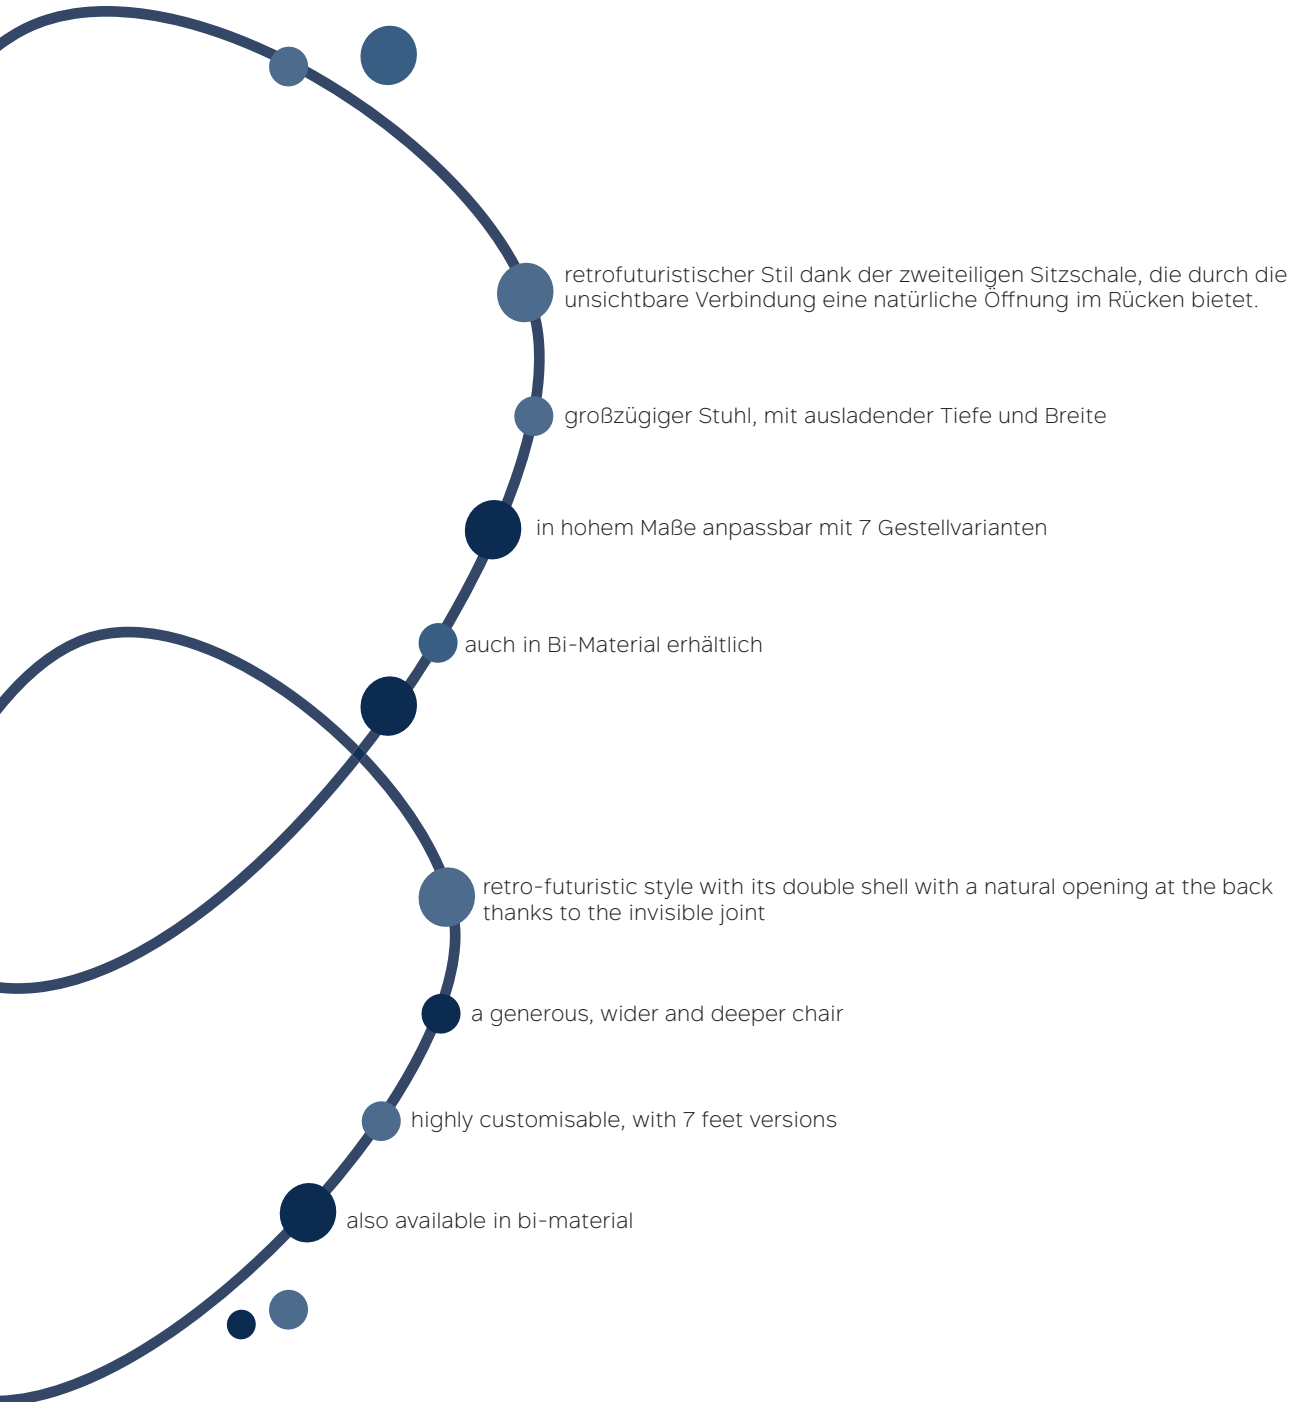 retrofuturistischer Stil dank der zweiteiligen Sitzschale, die durch die
unsichtbare Verbindung eine natürliche Öffnung im Rücken bietet.
großzügiger Stuhl, mit ausladender Tiefe und Breite
in hohem Maße anpassbar mit 7 Gestellvarianten
auch in Bi-Material erhältlich
retro-futuristic style with its double shell with a natural opening at the back
thanks to the invisible joint
a generous, wider and deeper chair
highly customisable, with 7 feet versions
also available in bi-material